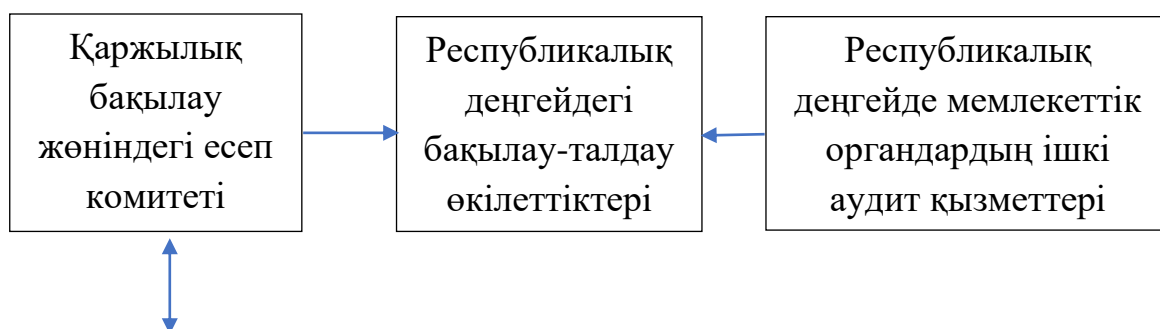 Қаржылық
бақылау
жөніндегі есеп
комитеті
Республикалық
деңгейдегі
бақылау-талдау
өкілеттіктері
Республикалық
деңгейде мемлекеттік
органдардың ішкі
аудит қызметтері